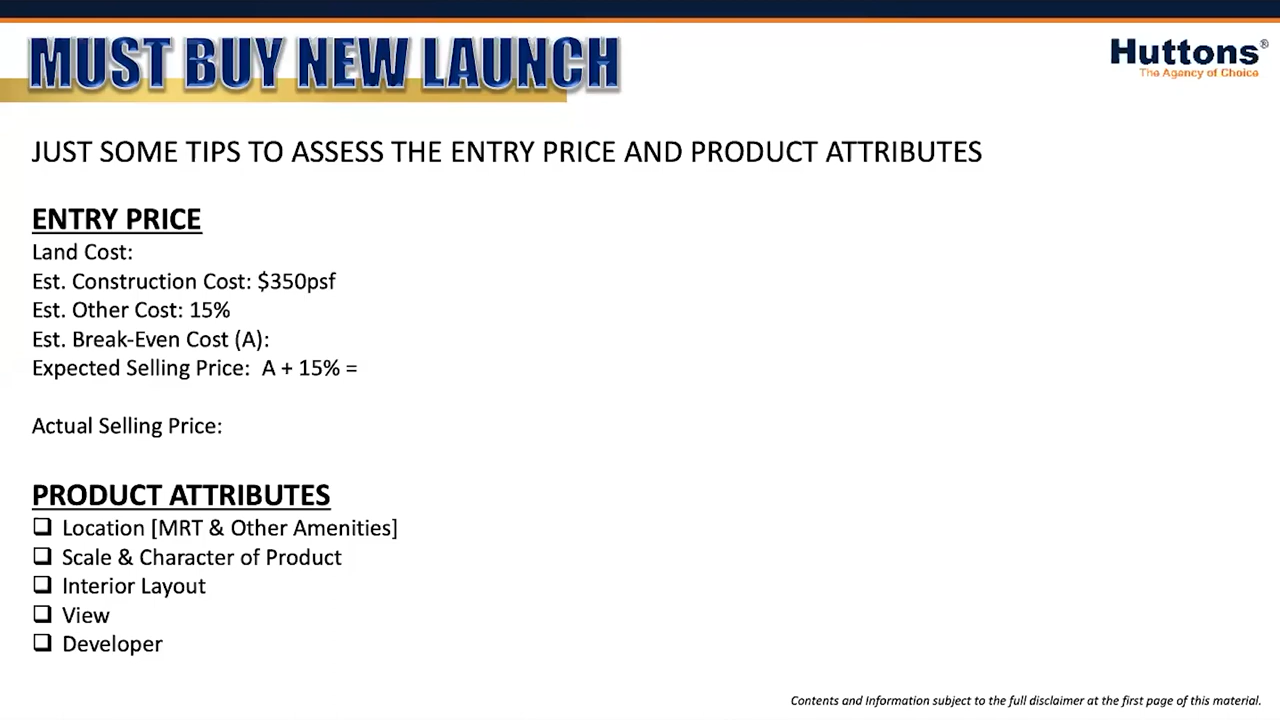 MUST BUY NEW LAUNCH
Huttons®
The Agency of Choice
JUST SOME TIPS TO ASSESS THE ENTRY PRICE AND PRODUCT ATTRIBUTES
ENTRY PRICE
Land Cost:
Est. Construction Cost: $350psf
Est. Other Cost: 15%
Est. Break-Even Cost (A):
Expected Selling Price: A + 15% =
Actual Selling Price:
PRODUCT ATTRIBUTES
❑ Location [MRT & Other Amenities]
❑ Scale & Character of Product
❑ Interior Layout
❑ View
❑ Developer
Contents and Information subject to the full disclaimer at the first page of this material.